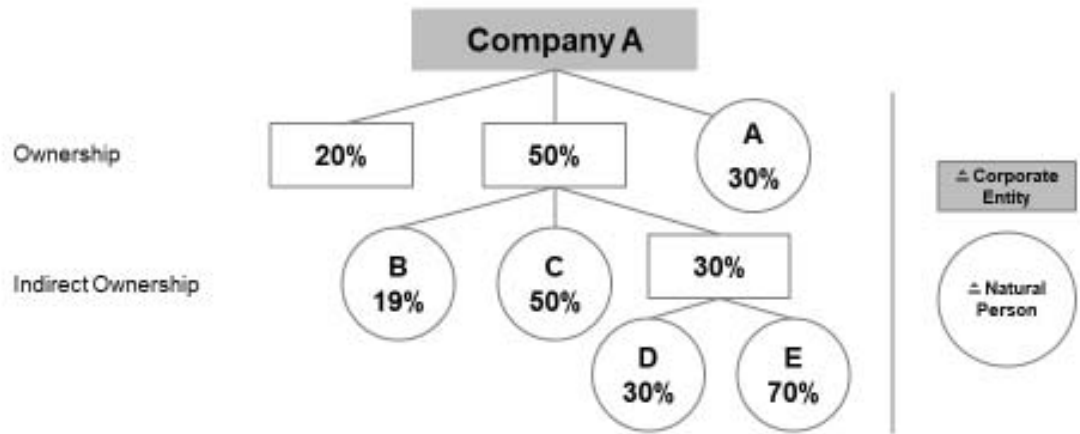 Company A
Ownership
20%
50%
A
30%
≙ Corporate
Entity
Indirect Ownership
B
19%
C
50%
30%
≙ Natural
Person
D
30%
E
70%